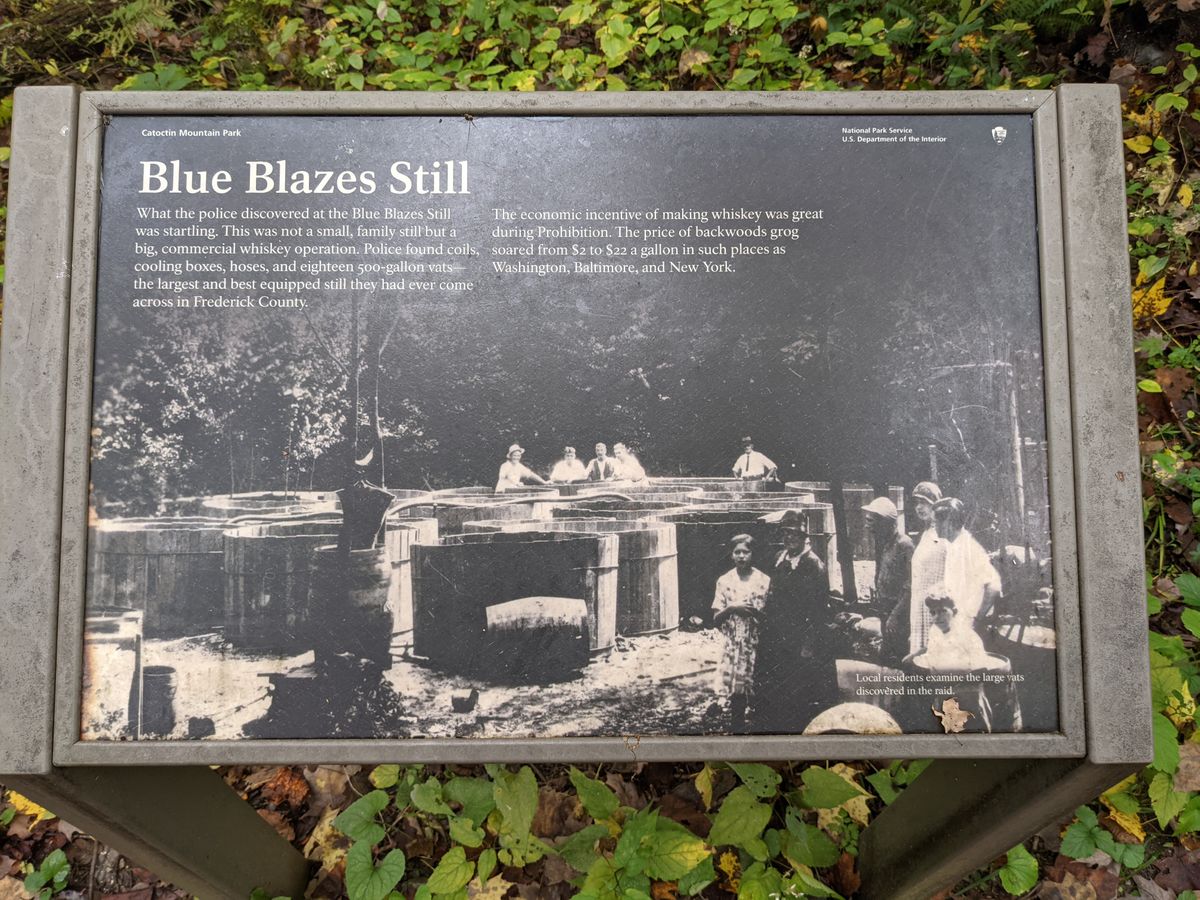 Catoctin Mountain Park
National Park Service
U.S. Department of the Interior
Blue Blazes Still
What the police discovered at the Blue Blazes Still
was startling. This was not a small, family still but a
big, commercial whiskey operation. Police found coils,
cooling boxes, hoses, and eighteen 500-gallon vats—
the largest and best equipped still they had ever come
across in Frederick County.
The economic incentive of making whiskey was great
during Prohibition. The price of backwoods grog
soared from $2 to $22 a gallon in such places as
Washington, Baltimore, and New York.
Local residents examine the large vats
discovered in the raid.